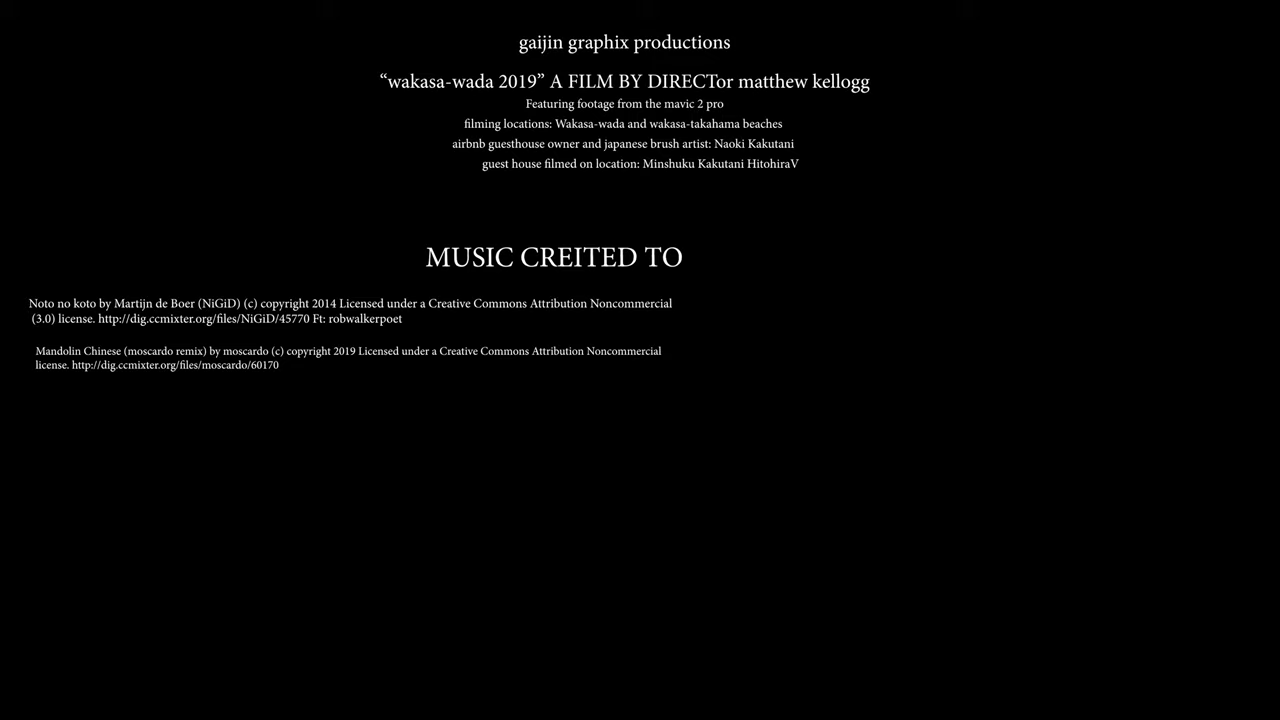 gaijin graphix productions
“wakasa-wada 2019” A FILM BY DIRECTor matthew kellogg
Featuring footage from the mavic 2 pro
filming locations: Wakasa-wada and wakasa-takahama beaches
airbnb guesthouse owner and japanese brush artist: Naoki Kakutani
guest house filmed on location: Minshuku Kakutani HitohiraV
MUSIC CREITED TO
Noto no koto by Martijn de Boer (NiGiD) (c) copyright 2014 Licensed under a Creative Commons Attribution Noncommercial
(3.0) license. http://dig.ccmixter.org/files/NiGiD/45770 Ft: robwalkerpoet
Mandolin Chinese (moscardo remix) by moscardo (c) copyright 2019 Licensed under a Creative Commons Attribution Noncommercial
license. http://dig.ccmixter.org/files/moscardo/60170